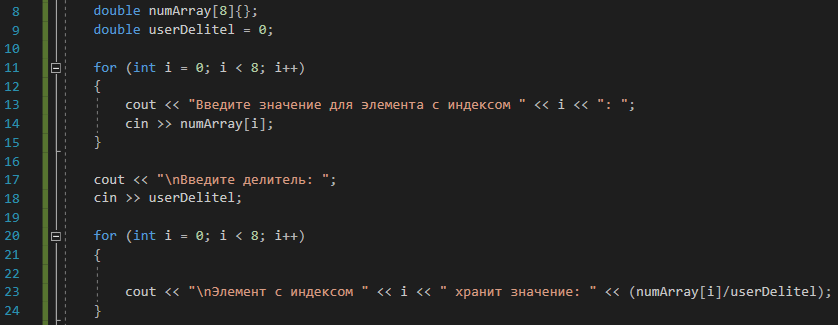 8 double numArray[8]{};
9 double userDelitel = 0;
10
11 for (int i = 0; i < 8; i++)
12 {
13 cout << "Введите значение для элемента с индексом " << i << ": ";
14 cin >> numArray[i];
15 }
16
17 cout << "\nВведите делитель: ";
18 cin >> userDelitel;
19
20 for (int i = 0; i < 8; i++)
21 {
22
23 cout << "\nЭлемент с индексом " << i << " хранит значение: " << (numArray[i]/userDelitel);
24 }